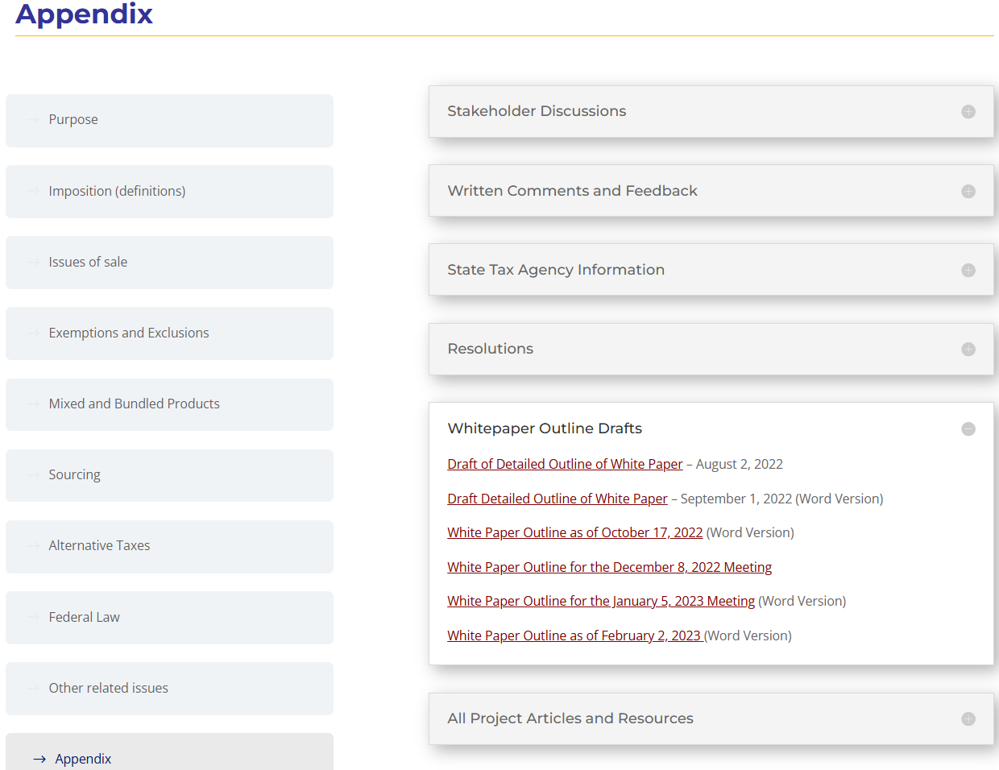 Appendix
Purpose
Imposition (definitions)
Issues of sale
Exemptions and Exclusions
Mixed and Bundled Products
Sourcing
Alternative Taxes
Federal Law
Other related issues
Appendix
Stakeholder Discussions
Written Comments and Feedback
State Tax Agency Information
Resolutions
Whitepaper Outline Drafts
Draft of Detailed Outline of White Paper – August 2, 2022
Draft Detailed Outline of White Paper – September 1, 2022 (Word Version)
White Paper Outline as of October 17, 2022 (Word Version)
White Paper Outline for the December 8, 2022 Meeting
White Paper Outline for the January 5, 2023 Meeting (Word Version)
White Paper Outline as of February 2, 2023 (Word Version)
All Project Articles and Resources